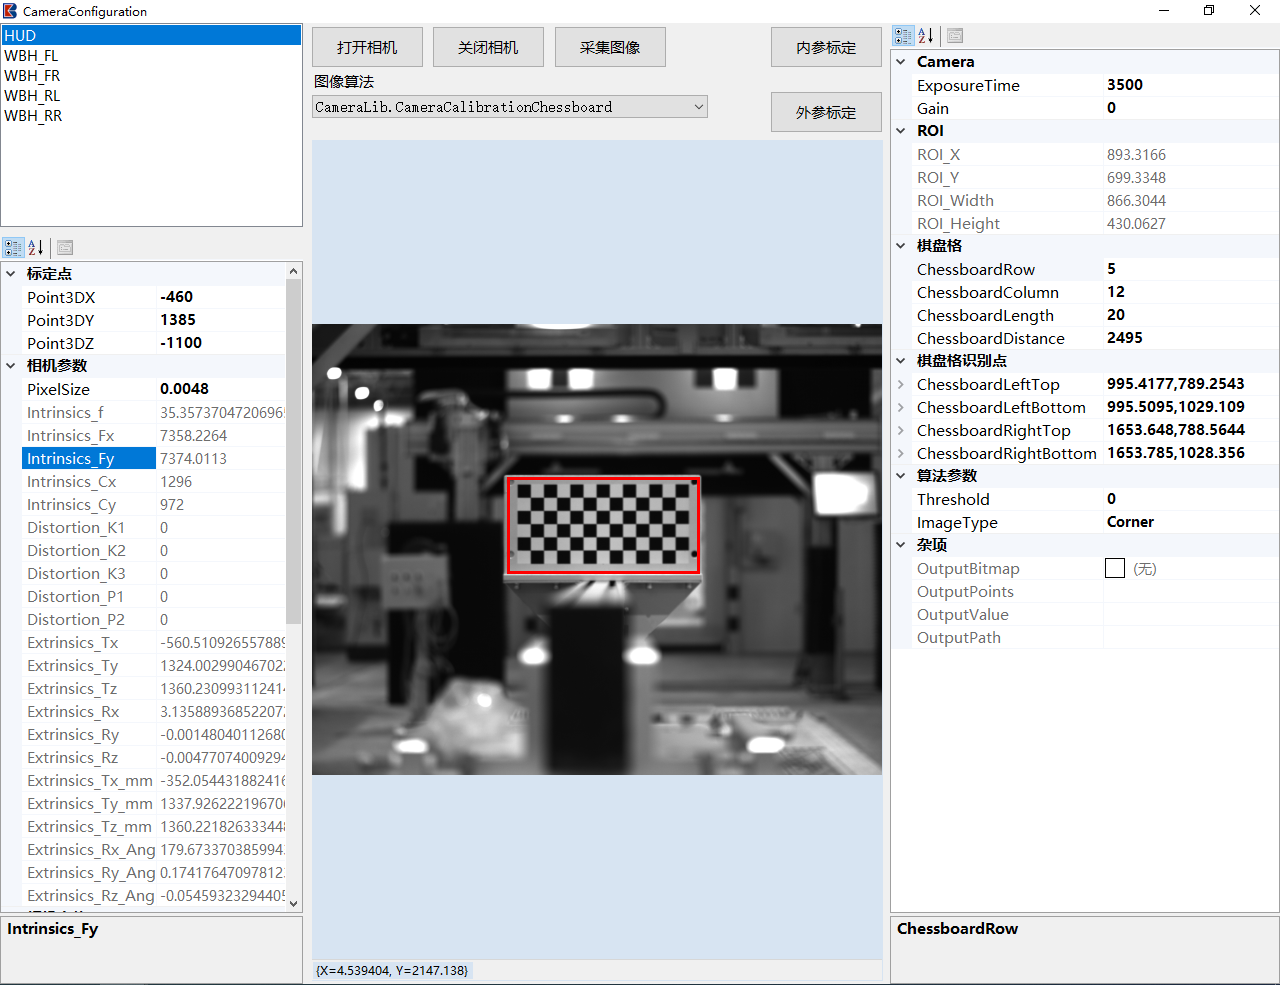 CameraConfiguration
HUD
WBH_FL
WBH_FR
WBH_RL
WBH_RR
标定点
Point3DX -460
Point3DY 1385
Point3DZ -1100
相机参数
PixelSize 0.0048
Intrinsics_f 35.3573704720696
Intrinsics_Fx 7358.2264
Intrinsics_Fy 7374.0113
Intrinsics_Cx 1296
Intrinsics_Cy 972
Distortion_K1 0
Distortion_K2 0
Distortion_K3 0
Distortion_P1 0
Distortion_P2 0
Extrinsics_Tx -560.510926557889
Extrinsics_Ty 1324.00299046702
Extrinsics_Tz 1360.23099311241
Extrinsics_Rx 3.13588936852207
Extrinsics_Ry -0.0014804011268
Extrinsics_Rz -0.0047707400929
Extrinsics_Tx_mm -352.054431882416
Extrinsics_Ty_mm 1337.92622219670
Extrinsics_Tz_mm 1360.22182633344
Extrinsics_Rx_Ang 179.67337038599
Extrinsics_Ry_Ang 0.1741764709781
Extrinsics_Rz_Ang -0.054593232944
Intrinsics_Fy
打开相机 关闭相机 采集图像 内参标定
图像算法
CameraLib.CameraCalibrationChessboard
外参标定
{X=4.539404, Y=2147.138}
Camera
ExposureTime 3500
Gain 0
ROI
ROI_X 893.3166
ROI_Y 699.3348
ROI_Width 866.3044
ROI_Height 430.0627
棋盘格
ChessboardRow 5
ChessboardColumn 12
ChessboardLength 20
ChessboardDistance 2495
棋盘格识别点
ChessboardLeftTop 995.4177,789.2543
ChessboardLeftBottom 995.5095,1029.109
ChessboardRightTop 1653.648,788.5644
ChessboardRightBottom 1653.785,1028.356
算法参数
Threshold 0
ImageType Corner
杂项
OutputBitmap (无)
OutputPoints
OutputValue
OutputPath
ChessboardRow